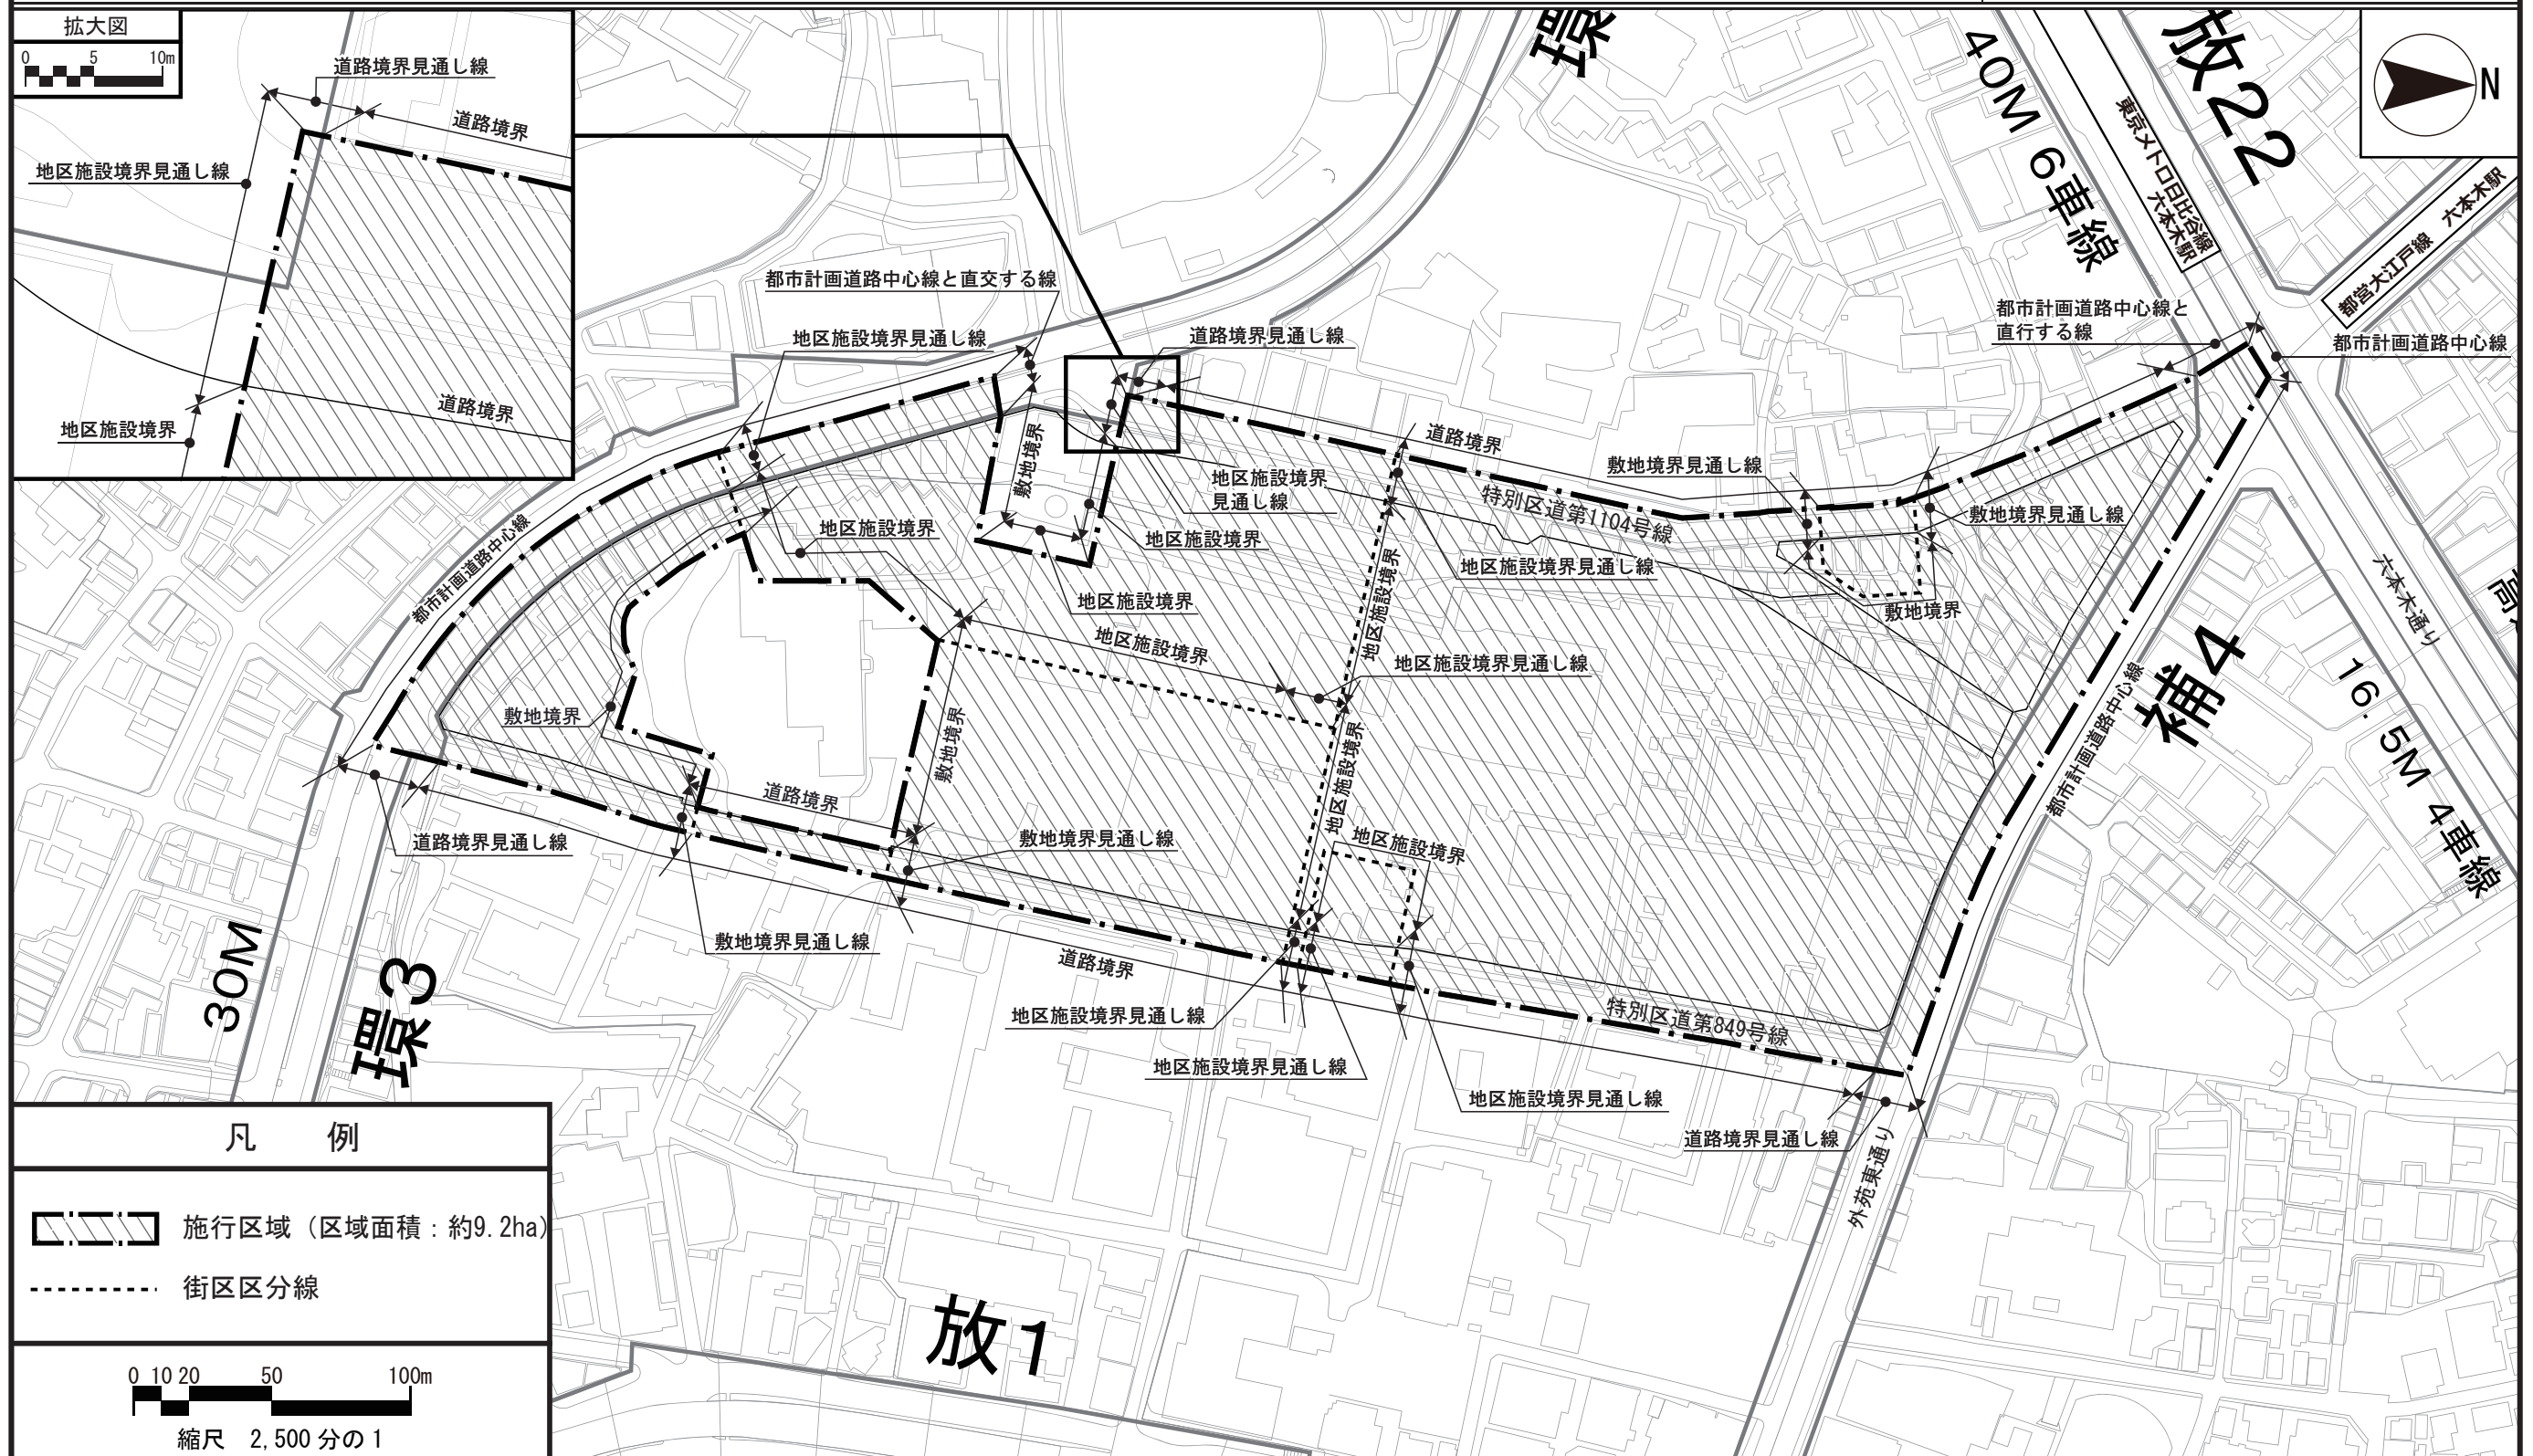 拡大図
0 5 10m
道路境界見通し線
道路境界
地区施設境界見通し線
道路境界
地区施設境界
環
放22
40M 6車線
東京メトロ日比谷線
六本木駅
都営大江戸線 六本木駅
N
都市計画道路中心線と直交する線
地区施設境界見通し線
道路境界見通し線
都市計画道路中心線と
直行する線
都市計画道路中心線
道路境界
敷地境界
敷地境界見通し線
地区施設境界
見通し線
特別区道第1104号線
敷地境界見通し線
地区施設境界
地区施設境界
都市計画道路中心線
地区施設境界見通し線
地区施設境界
地区施設境界
敷地境界
地区施設境界
地区施設境界見通し線
六本木通り
補4
16.5M 4車線
都市計画道路中心線
敷地境界
敷地境界
地区施設境界
道路境界
道路境界見通し線
敷地境界見通し線
地区施設境界
敷地境界見通し線
道路境界
30M
環3
地区施設境界見通し線
特別区道第849号線
地区施設境界見通し線
地区施設境界見通し線
道路境界見通し線
外苑東通り
放1
凡 例
施行区域（区域面積：約9.2ha）
街区区分線
0 10 20 50 100m
縮尺 2,500分の1